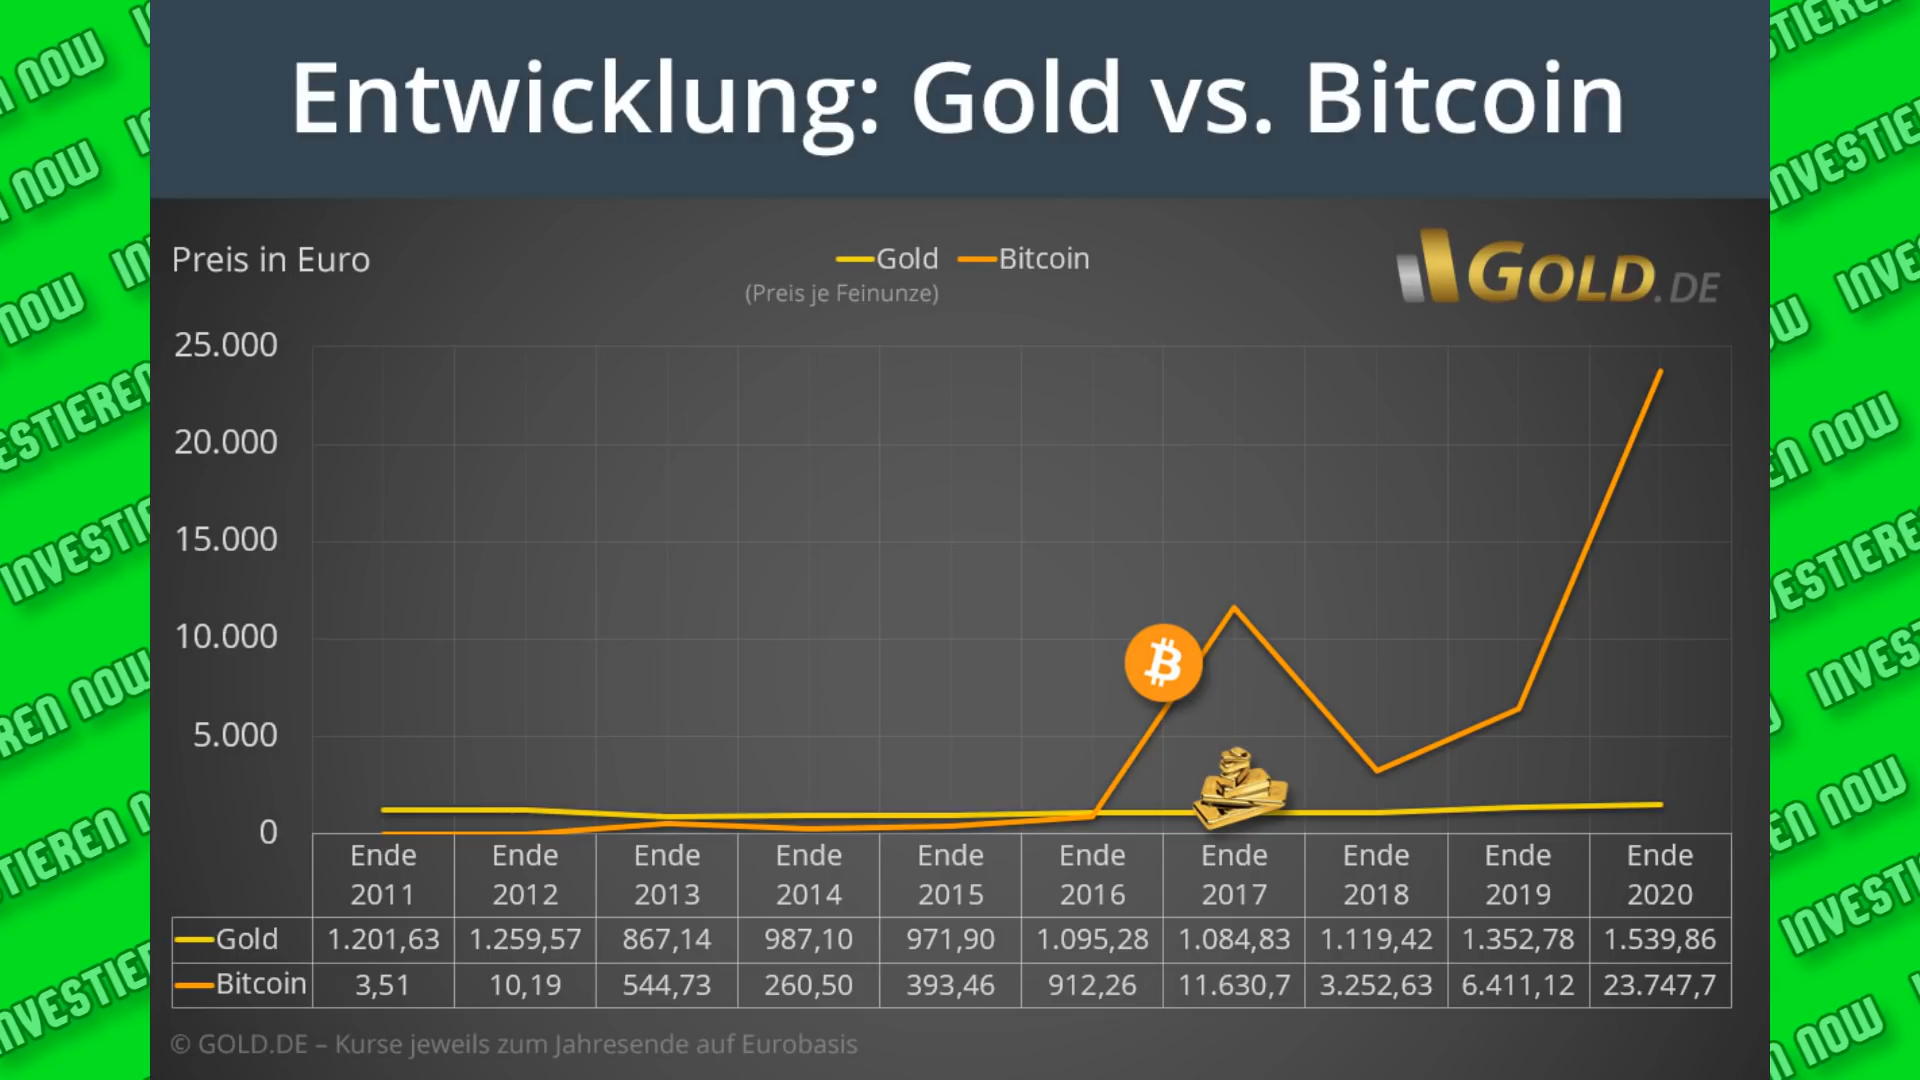 Entwicklung: Gold vs. Bitcoin
Preis in Euro
Gold Bitcoin
(Preis je Feinunze)
GOLD.DE
25.000
20.000
15.000
10.000
5.000
0
Ende 2011 Ende 2012 Ende 2013 Ende 2014 Ende 2015 Ende 2016 Ende 2017 Ende 2018 Ende 2019 Ende 2020
Gold 1.201,63 1.259,57 867,14 987,10 971,90 1.095,28 1.084,83 1.119,42 1.352,78 1.539,86
Bitcoin 3,51 10,19 544,73 260,50 393,46 912,26 11.630,7 3.252,63 6.411,12 23.747,7
© GOLD.DE – Kurse jeweils zum Jahresende auf Eurobasis
INVESTIEREN NOW